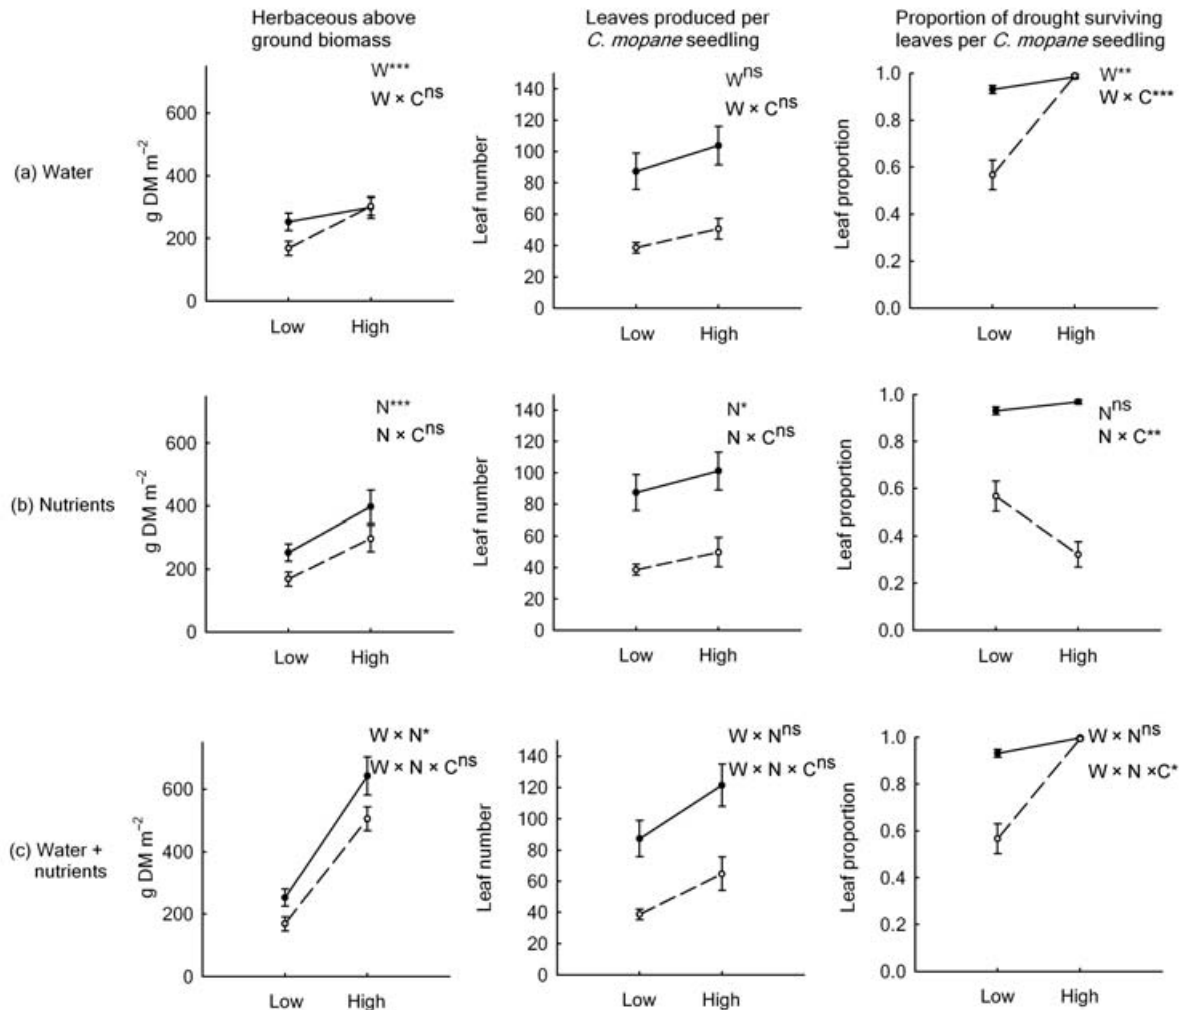 Herbaceous above
ground biomass
Leaves produced per
C. mopane seedling
Proportion of drought surviving
leaves per C. mopane seedling
(a) Water
g DM m⁻²
600
400
200
0
W***
W × Cⁿˢ
Low High
Leaf number
140
120
100
80
60
40
20
0
Wⁿˢ
W × Cⁿˢ
Low High
Leaf proportion
1.0
0.8
0.6
0.4
0.2
0.0
W**
W × C***
Low High
(b) Nutrients
g DM m⁻²
600
400
200
0
N***
N × Cⁿˢ
Low High
Leaf number
140
120
100
80
60
40
20
0
N*
N × Cⁿˢ
Low High
Leaf proportion
1.0
0.8
0.6
0.4
0.2
0.0
Nⁿˢ
N × C**
Low High
(c) Water +
nutrients
g DM m⁻²
600
400
200
0
W × N*
W × N × Cⁿˢ
Low High
Leaf number
140
120
100
80
60
40
20
0
W × Nⁿˢ
W × N × Cⁿˢ
Low High
Leaf proportion
1.0
0.8
0.6
0.4
0.2
0.0
W × Nⁿˢ
W × N ×C*
Low High